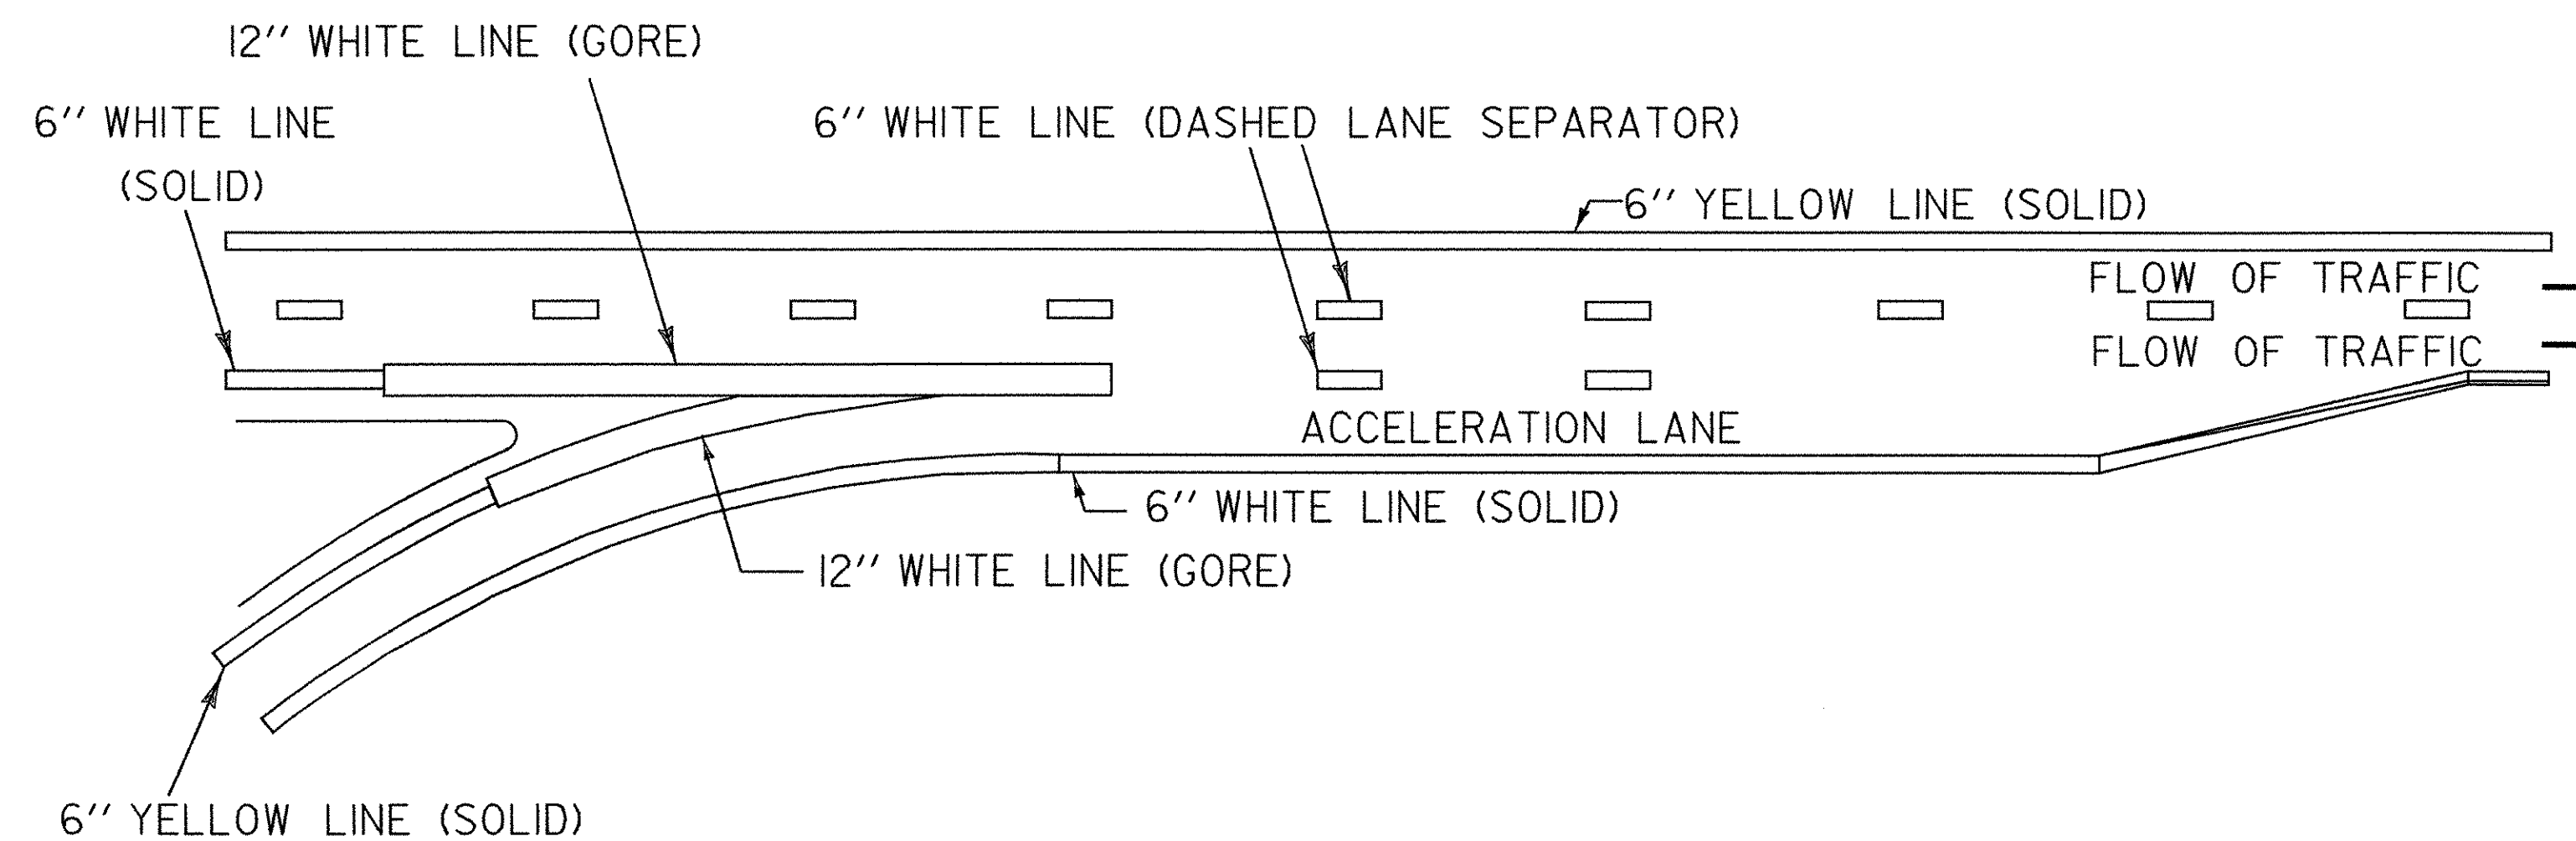 12" WHITE LINE (GORE)
6" WHITE LINE
(SOLID)
6" WHITE LINE (DASHED LANE SEPARATOR)
6" YELLOW LINE (SOLID)
FLOW OF TRAFFIC
FLOW OF TRAFFIC
ACCELERATION LANE
6" WHITE LINE (SOLID)
12" WHITE LINE (GORE)
6" YELLOW LINE (SOLID)